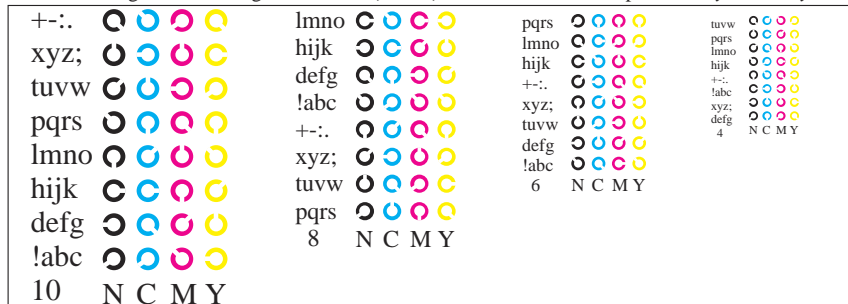 +-:.
xyz;
tuvw
pqrs
lmno
hijk
defg
!abc
10 N C M Y
lmno
hijk
defg
!abc
+-:.
xyz;
tuvw
pqrs
8 N C M Y
pqrs
lmno
hijk
+-:.
xyz;
tuvw
defg
!abc
6 N C M Y
tuvw
pqrs
lmno
hijk
+-:.
!abc
xyz;
defg
4 N C M Y